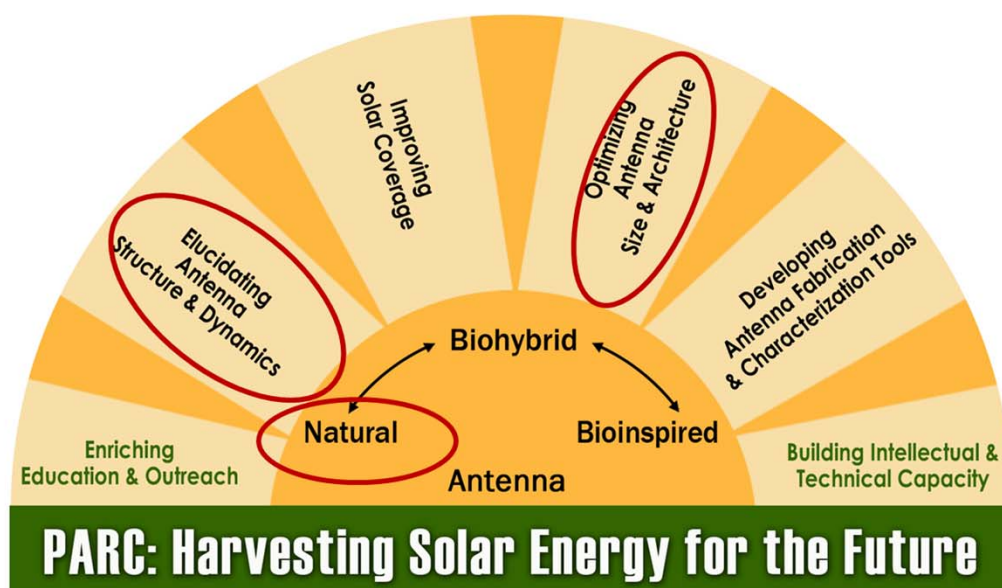 Improving
Solar Coverage
Optimizing
Antenna
Size & Architecture
Elucidating
Antenna
Structure & Dynamics
Developing
Antenna Fabrication
& Characterization Tools
Biohybrid
Natural
Bioinspired
Antenna
Enriching
Education & Outreach
Building Intellectual &
Technical Capacity
PARC: Harvesting Solar Energy for the Future